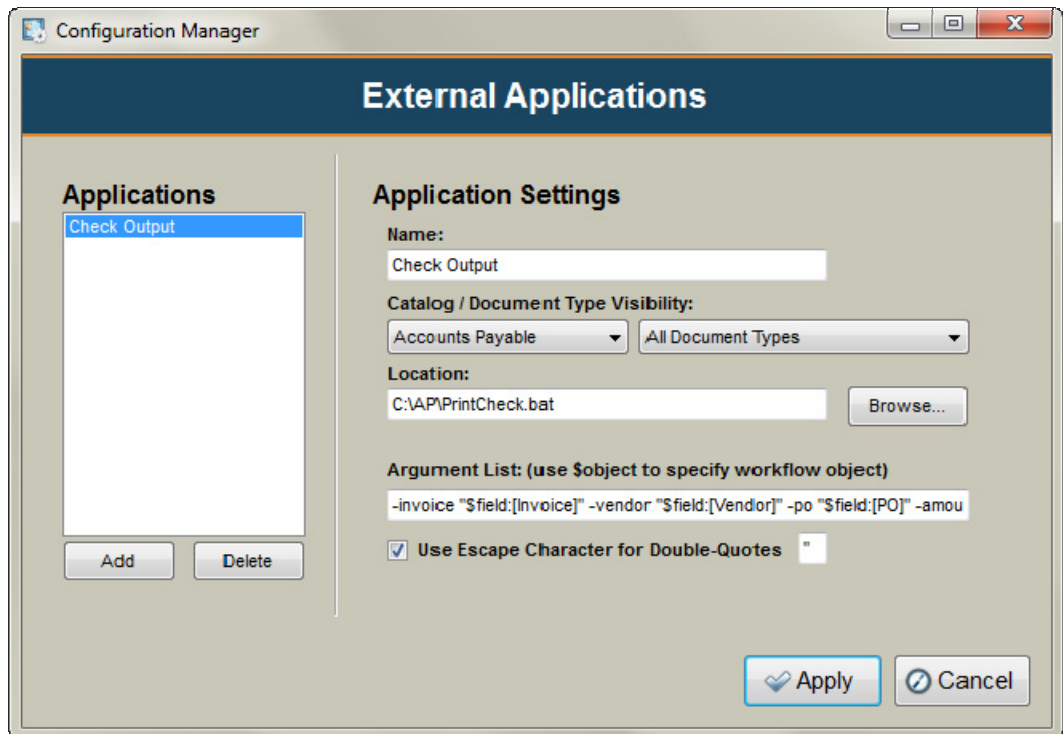 Configuration Manager
External Applications
Applications
Check Output
Add
Delete
Application Settings
Name:
Check Output
Catalog / Document Type Visibility:
Accounts Payable
All Document Types
Location:
C:\AP\PrintCheck.bat
Browse...
Argument List: (use $object to specify workflow object)
-invoice "$field:[Invoice]" -vendor "$field:[Vendor]" -po "$field:[PO]" -amou
Use Escape Character for Double-Quotes "
Apply
Cancel